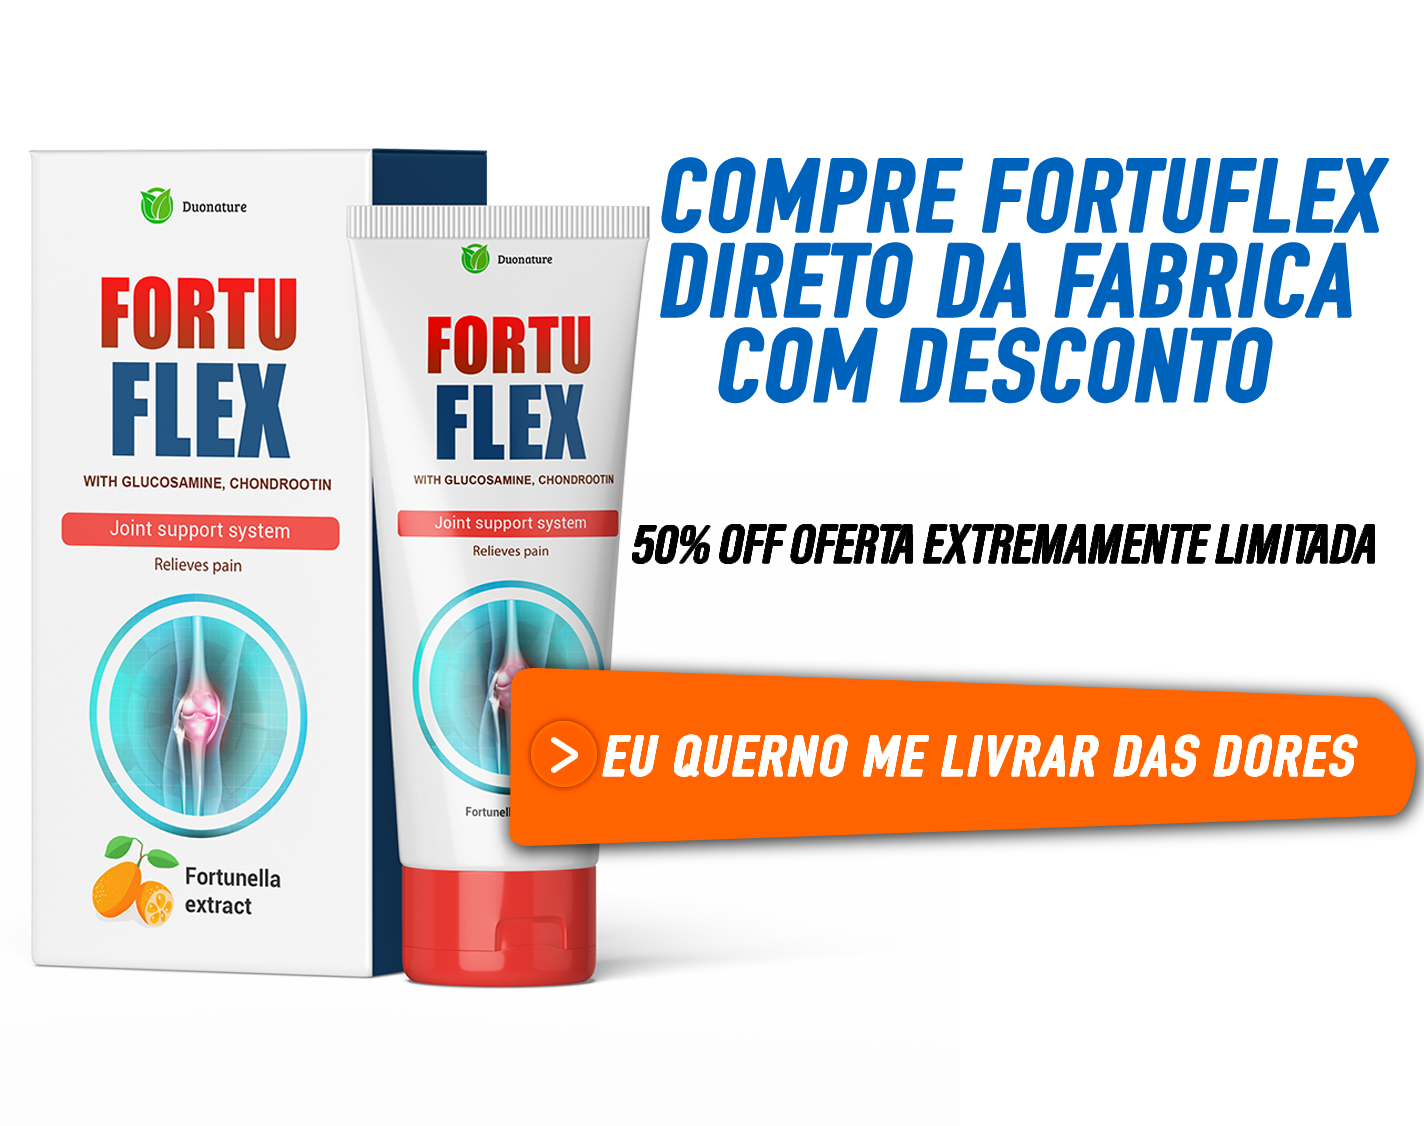 Duonature
FORTU
FLEX
WITH GLUCOSAMINE, CHONDROOTIN
Joint support system
Relieves pain
Fortunella
extract
Duonature
FORTU
FLEX
WITH GLUCOSAMINE, CHONDROOTIN
Joint support system
Relieves pain
COMPRE FORTUFLEX
DIRETO DA FABRICA
COM DESCONTO
50% OFF OFERTA EXTREMAMENTE LIMITADA
> EU QUERNO ME LIVRAR DAS DORES